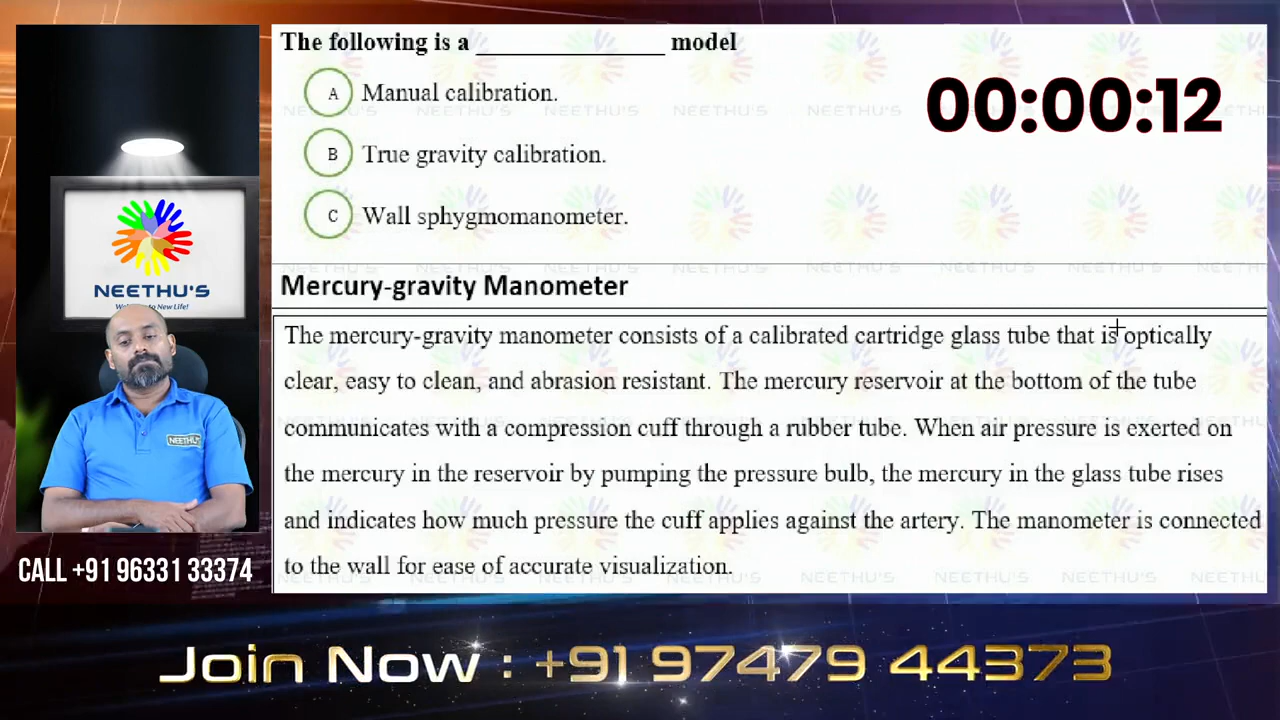 The following is a _______________ model
A Manual calibration.
00:00:12
B True gravity calibration.
C Wall sphygmomanometer.
NEETHU'S
Mercury-gravity Manometer
The mercury-gravity manometer consists of a calibrated cartridge glass tube that is optically
clear, easy to clean, and abrasion resistant. The mercury reservoir at the bottom of the tube
communicates with a compression cuff through a rubber tube. When air pressure is exerted on
the mercury in the reservoir by pumping the pressure bulb, the mercury in the glass tube rises
and indicates how much pressure the cuff applies against the artery. The manometer is connected
to the wall for ease of accurate visualization.
NEETHU'S
CALL +91 96331 33374
Join Now : +91 97479 44373